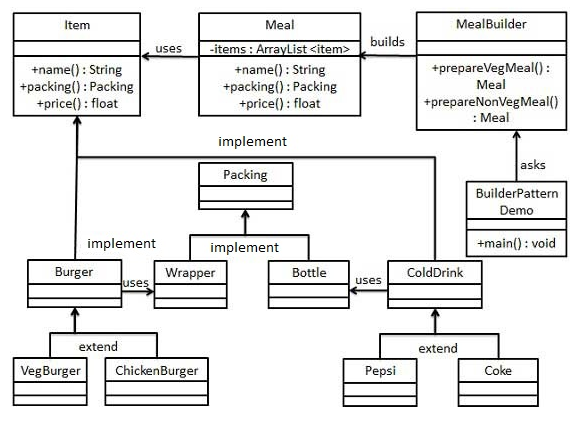 Item
+name() : String
+packing() : Packing
+price() : float
uses
Meal
-items : ArrayList <item>
+name() : String
+packing() : Packing
+price() : float
builds
MealBuilder
+prepareVegMeal() :
Meal
+prepareNonVegMeal()
: Meal
asks
BuilderPattern
Demo
+main() : void
implement
Packing
implement
implement
Burger
uses
Wrapper
Bottle
uses
ColdDrink
extend
VegBurger
ChickenBurger
extend
Pepsi
Coke